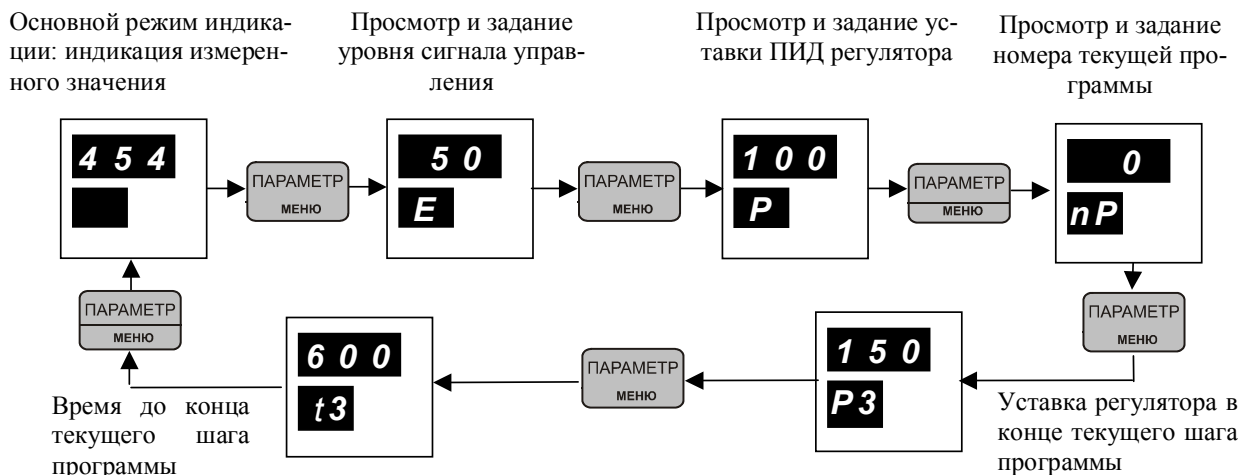 Основной режим индика-
ции: индикация измерен-
ного значения
Просмотр и задание
уровня сигнала управ-
ления
Просмотр и задание ус-
тавки ПИД регулятора
Просмотр и задание
номера текущей про-
граммы
4 5 4
ПАРАМЕТР
МЕНЮ
5 0
E
ПАРАМЕТР
МЕНЮ
1 0 0
P
ПАРАМЕТР
МЕНЮ
0
nP
ПАРАМЕТР
МЕНЮ
1 5 0
P3
ПАРАМЕТР
МЕНЮ
6 0 0
t3
ПАРАМЕТР
МЕНЮ
Время до конца
текущего шага
программы
Уставка регулятора в
конце текущего шага
программы